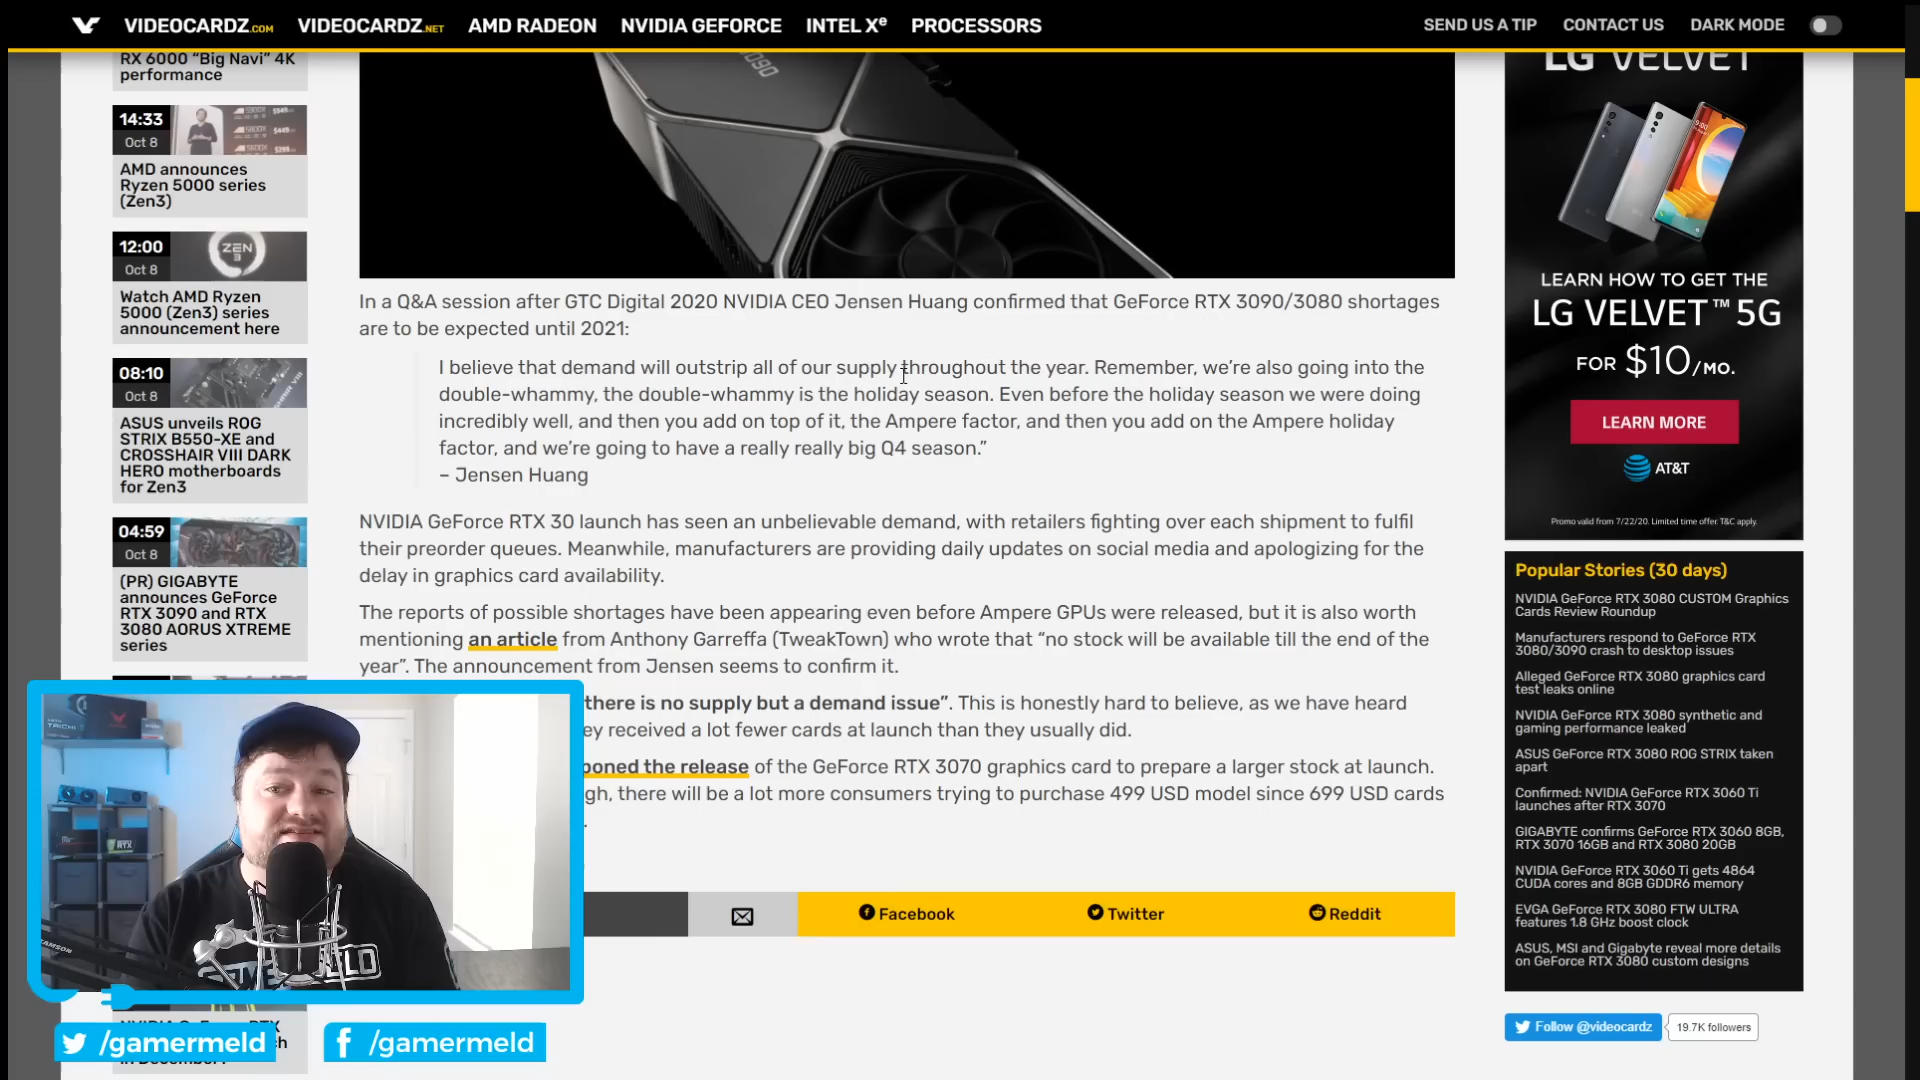 VIDEOCARDZ.COM VIDEOCARDZ.NET AMD RADEON NVIDIA GEFORCE INTEL Xe PROCESSORS SEND US A TIP CONTACT US DARK MODE
RX 6000 “Big Navi” 4K
performance
14:33
Oct 8
AMD announces
Ryzen 5000 series
(Zen3)
12:00
Oct 8
ZEN
3
Watch AMD Ryzen
5000 (Zen3) series
announcement here
08:10
Oct 8
ASUS unveils ROG
STRIX B550-XE and
CROSSHAIR VIII DARK
HERO motherboards
for Zen3
04:59
Oct 8
(PR) GIGABYTE
announces GeForce
RTX 3090 and RTX
3080 AORUS XTREME
series
In a Q&A session after GTC Digital 2020 NVIDIA CEO Jensen Huang confirmed that GeForce RTX 3090/3080 shortages
are to be expected until 2021:
I believe that demand will outstrip all of our supply throughout the year. Remember, we’re also going into the
double-whammy, the double-whammy is the holiday season. Even before the holiday season we were doing
incredibly well, and then you add on top of it, the Ampere factor, and then you add on the Ampere holiday
factor, and we’re going to have a really really big Q4 season.”
– Jensen Huang
NVIDIA GeForce RTX 30 launch has seen an unbelievable demand, with retailers fighting over each shipment to fulfil
their preorder queues. Meanwhile, manufacturers are providing daily updates on social media and apologizing for the
delay in graphics card availability.
The reports of possible shortages have been appearing even before Ampere GPUs were released, but it is also worth
mentioning an article from Anthony Garreffa (TweakTown) who wrote that “no stock will be available till the end of the
year”. The announcement from Jensen seems to confirm it.
there is no supply but a demand issue”. This is honestly hard to believe, as we have heard
ey received a lot fewer cards at launch than they usually did.
poned the release of the GeForce RTX 3070 graphics card to prepare a larger stock at launch.
gh, there will be a lot more consumers trying to purchase 499 USD model since 699 USD cards
Facebook Twitter Reddit
LG VELVET
LEARN HOW TO GET THE
LG VELVET™ 5G
FOR $10/MO.
LEARN MORE
AT&T
Promo valid from 7/22/20. Limited time offer. T&C apply.
Popular Stories (30 days)
NVIDIA GeForce RTX 3080 CUSTOM Graphics
Cards Review Roundup
Manufacturers respond to GeForce RTX
3080/3090 crash to desktop issues
Alleged GeForce RTX 3080 graphics card
test leaks online
NVIDIA GeForce RTX 3080 synthetic and
gaming performance leaked
ASUS GeForce RTX 3080 ROG STRIX taken
apart
Confirmed: NVIDIA GeForce RTX 3060 Ti
launches after RTX 3070
GIGABYTE confirms GeForce RTX 3060 8GB,
RTX 3070 16GB and RTX 3080 20GB
NVIDIA GeForce RTX 3060 Ti gets 4864
CUDA cores and 8GB GDDR6 memory
EVGA GeForce RTX 3080 FTW ULTRA
features 1.8 GHz boost clock
ASUS, MSI and Gigabyte reveal more details
on GeForce RTX 3080 custom designs
Follow @videocardz 19.7K followers
/gamermeld /gamermeld